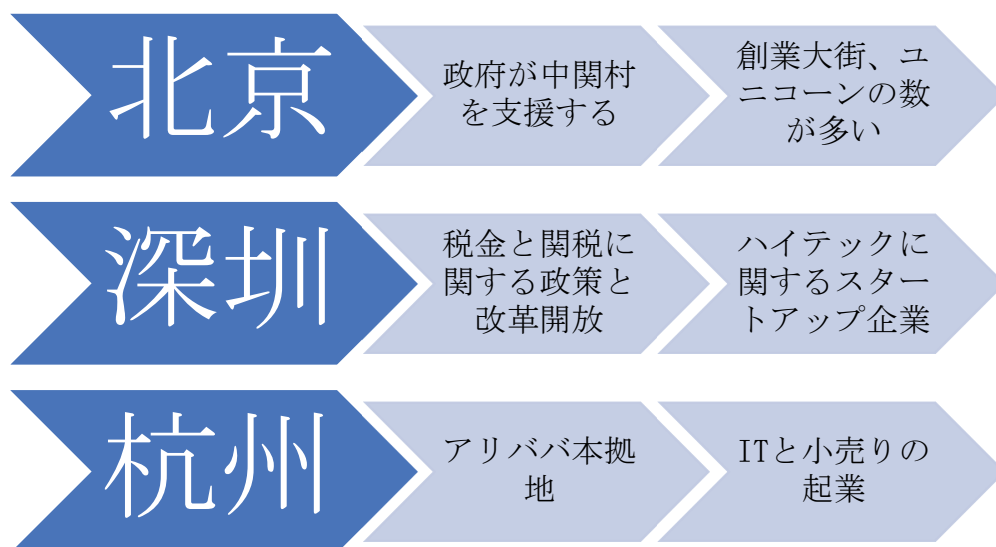 北京
政府が中関村
を支援する
創業大街、ユ
ニコーンの数
が多い
深圳
税金と関税に
関する政策と
改革開放
ハイテックに
関するスター
トアップ企業
杭州
アリババ本拠
地
ITと小売りの
起業